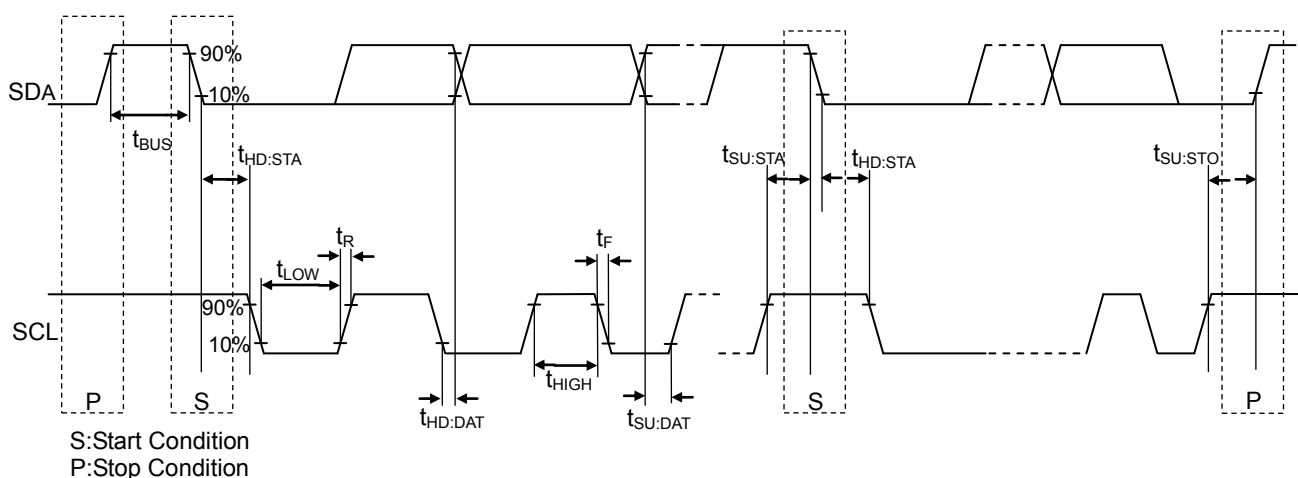 90%
SDA
10%
tBUS
tHD:STA
tSU:STA
tHD:STA
tSU:STO
tR
tF
tLOW
90%
SCL
10%
tHIGH
P
S
tHD:DAT
tSU:DAT
S
P
S:Start Condition
P:Stop Condition